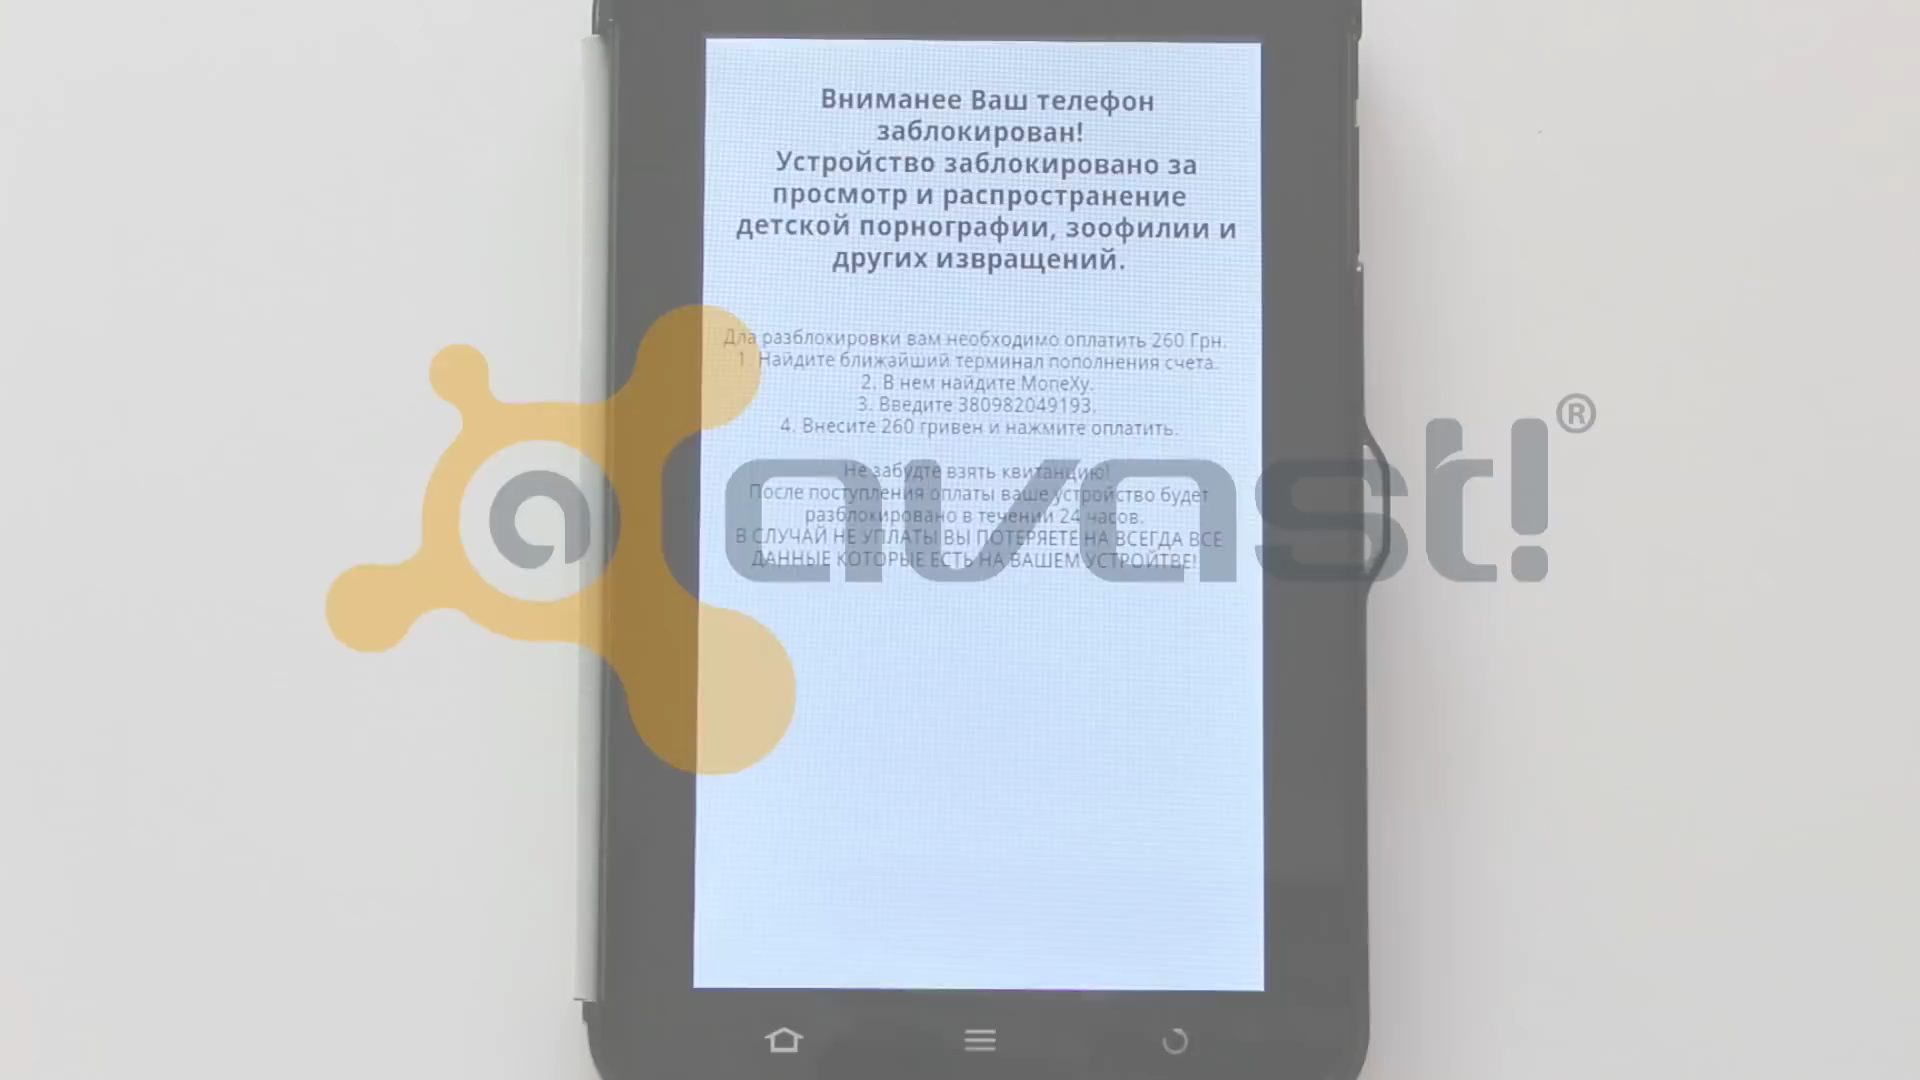 Вниманее Ваш телефон
заблокирован!
Устройство заблокировано за
просмотр и распространение
детской порнографии, зоофилии и
других извращений.
Дла разблокировки вам необходимо оплатить 260 Грн.
1. Найдите ближайший терминал пополнения счета.
2. В нем найдите MoneXy.
3. Введите 380982049193.
4. Внесите 260 гривен и нажмите оплатить.
Не забудте взять квитанцию!
После поступления оплаты ваше устройство будет
разблокировано в течении 24 часов.
В СЛУЧАЙ НЕ УПЛАТЫ ВЫ ПОТЕРЯЕТЕ НА ВСЕГДА ВСЕ
ДАННЫЕ КОТОРЫЕ ЕСТЬ НА ВАШЕМ УСТРОЙТВЕ!
a avast!®